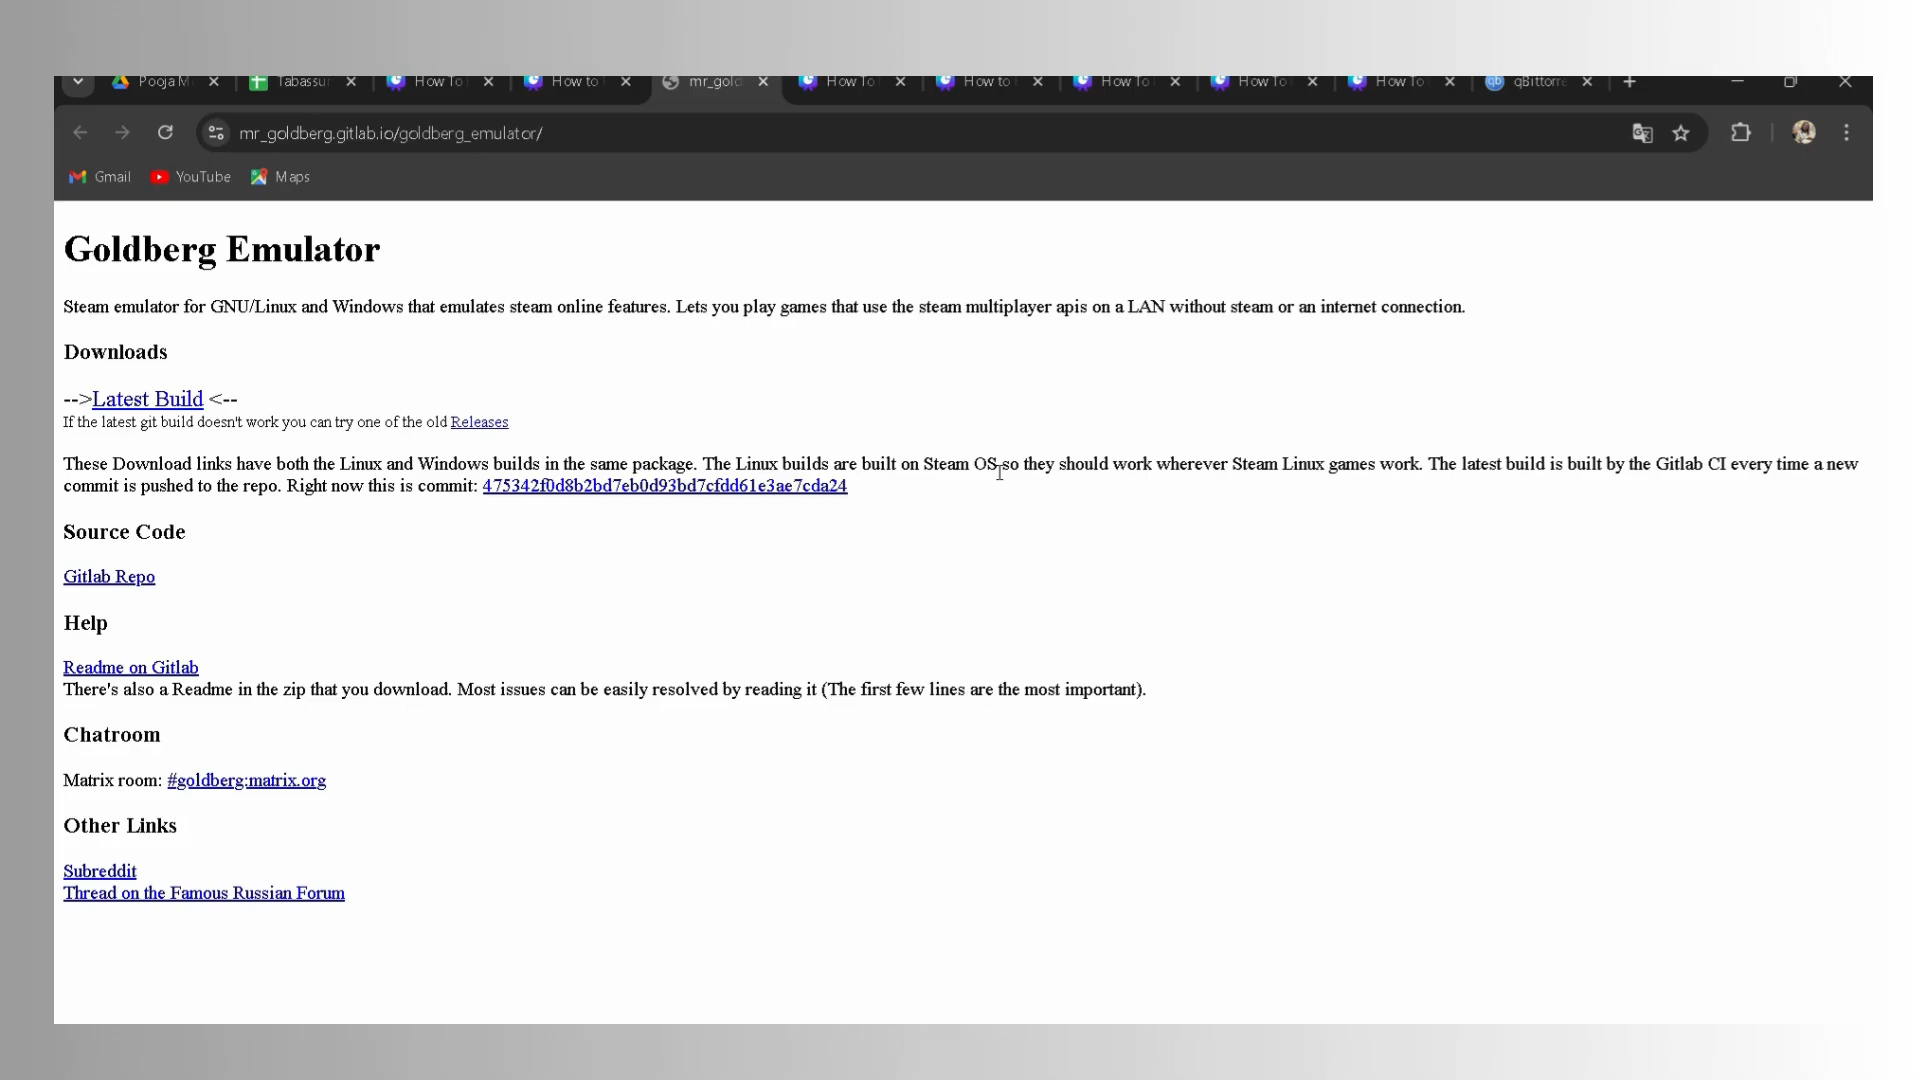 Pooja M
Tabassu
How To
How to
mr_gold
How To
How to
How To
How To
How To
qBittorre
mr_goldberg.gitlab.io/goldberg_emulator/
Gmail
YouTube
Maps
Goldberg Emulator
Steam emulator for GNU/Linux and Windows that emulates steam online features. Lets you play games that use the steam multiplayer apis on a LAN without steam or an internet connection.
Downloads
-->Latest Build <--
If the latest git build doesn't work you can try one of the old Releases
These Download links have both the Linux and Windows builds in the same package. The Linux builds are built on Steam OS so they should work wherever Steam Linux games work. The latest build is built by the Gitlab CI every time a new
commit is pushed to the repo. Right now this is commit: 475342f0d8b2bd7eb0d93bd7cfdd61e3ae7cda24
Source Code
Gitlab Repo
Help
Readme on Gitlab
There's also a Readme in the zip that you download. Most issues can be easily resolved by reading it (The first few lines are the most important).
Chatroom
Matrix room: #goldberg:matrix.org
Other Links
Subreddit
Thread on the Famous Russian Forum